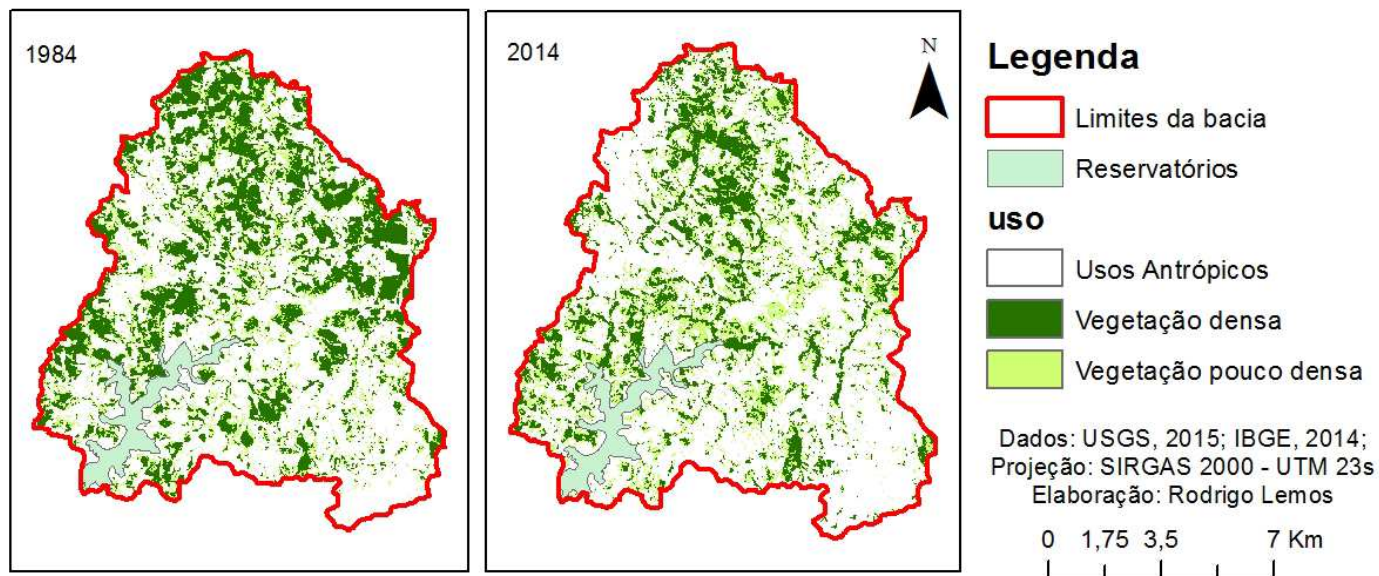 1984
2014
N
Legenda
Limites da bacia
Reservatórios
uso
Usos Antrópicos
Vegetação densa
Vegetação pouco densa
Dados: USGS, 2015; IBGE, 2014;
Projeção: SIRGAS 2000 - UTM 23s
Elaboração: Rodrigo Lemos
0 1,75 3,5 7 Km